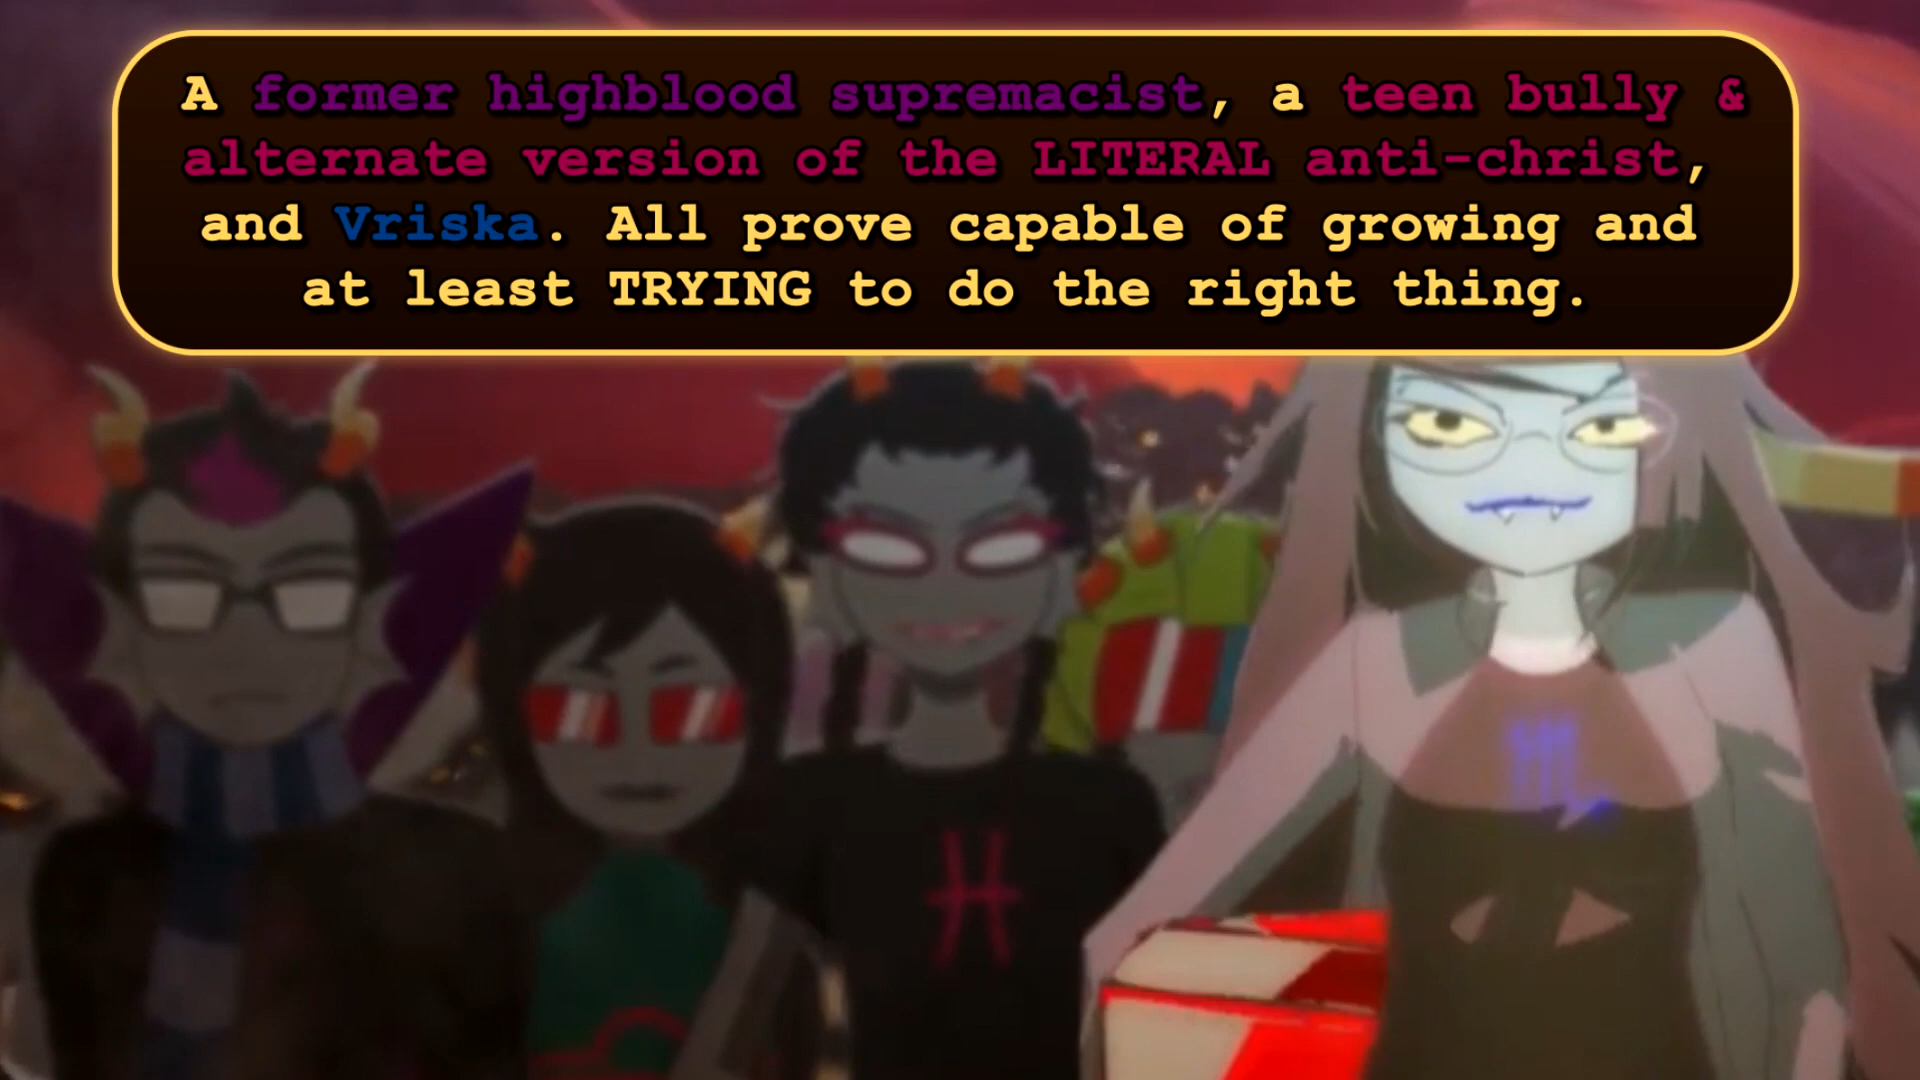 A former highblood supremacist, a teen bully &
alternate version of the LITERAL anti-christ,
and Vriska. All prove capable of growing and
at least TRYING to do the right thing.